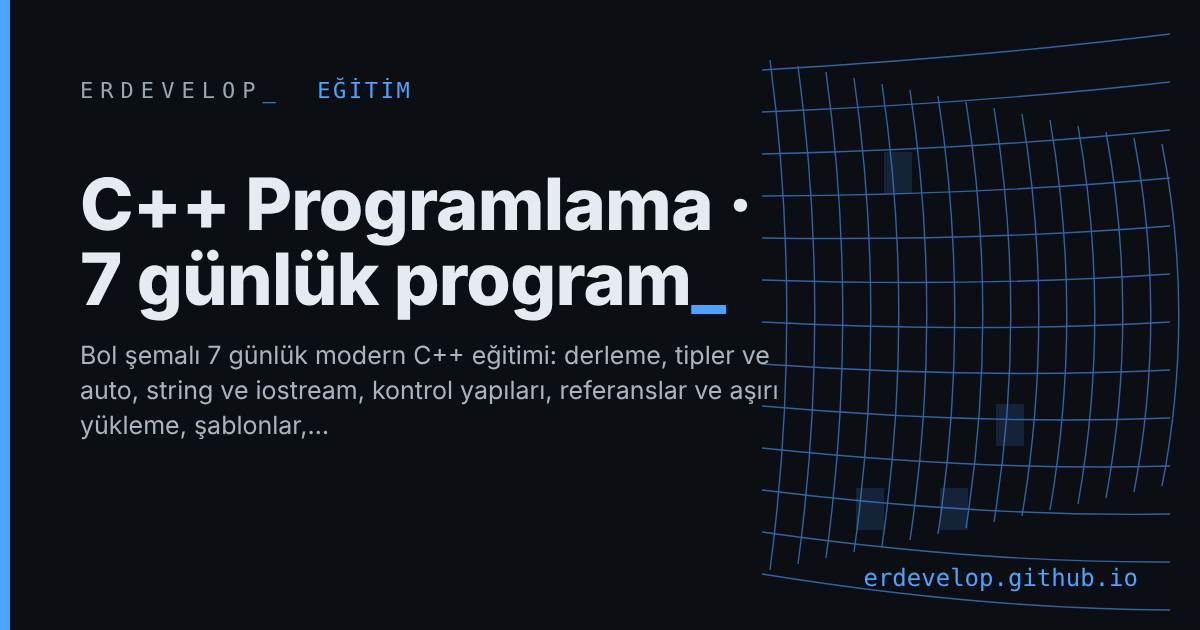 ERDEVELOP_ EĞİTİM
C++ Programlama ·
7 günlük program_
Bol şemalı 7 günlük modern C++ eğitimi: derleme, tipler ve
auto, string ve iostream, kontrol yapıları, referanslar ve aşırı
yükleme, şablonlar,...
erdevelop.github.io